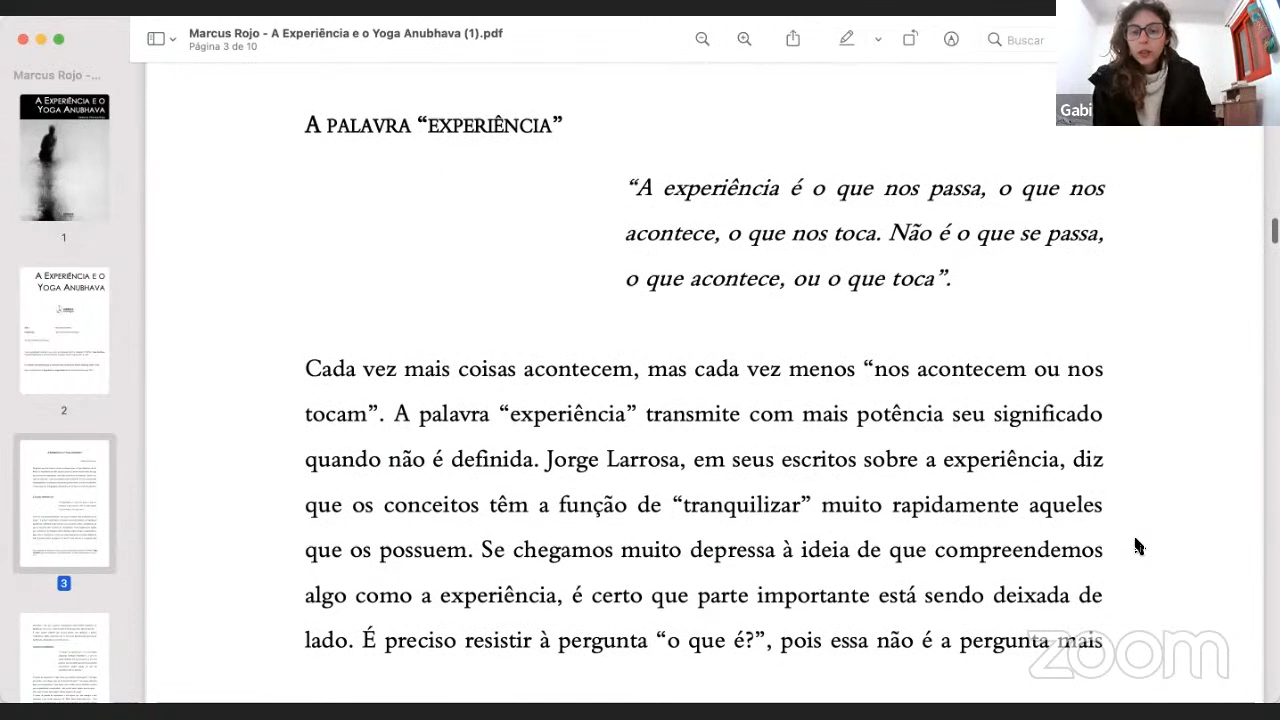 Marcus Rojo - A Experiência e o Yoga Anubhava (1).pdf
Página 3 de 10
Buscar
Gabi
Marcus Rojo -...
A EXPERIÊNCIA E O
YOGA ANUBHAVA
1
A EXPERIÊNCIA E O
YOGA ANUBHAVA
2
3
A PALAVRA “EXPERIÊNCIA”
“A experiência é o que nos passa, o que nos
acontece, o que nos toca. Não é o que se passa,
o que acontece, ou o que toca”.
Cada vez mais coisas acontecem, mas cada vez menos “nos acontecem ou nos
tocam”. A palavra “experiência” transmite com mais potência seu significado
quando não é definida. Jorge Larrosa, em seus escritos sobre a experiência, diz
que os conceitos têm a função de “tranquilizar” muito rapidamente aqueles
que os possuem. Se chegamos muito depressa à ideia de que compreendemos
algo como a experiência, é certo que parte importante está sendo deixada de
lado. É preciso resistir à pergunta “o que é?”, pois essa não é a pergunta mais
zoom